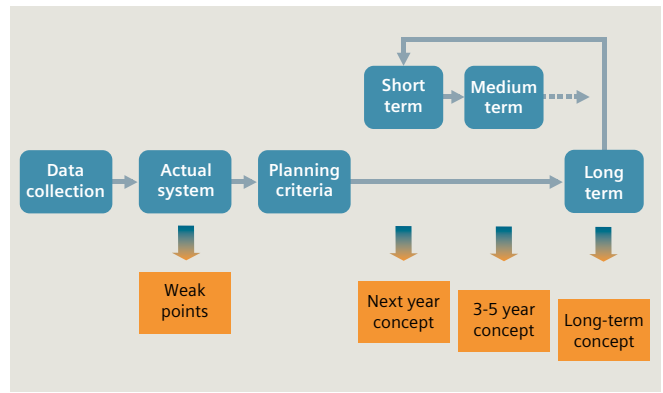 Short
term
Medium
term
Data
collection
Actual
system
Planning
criteria
Long
term
Weak
points
Next year
concept
3-5 year
concept
Long-term
concept